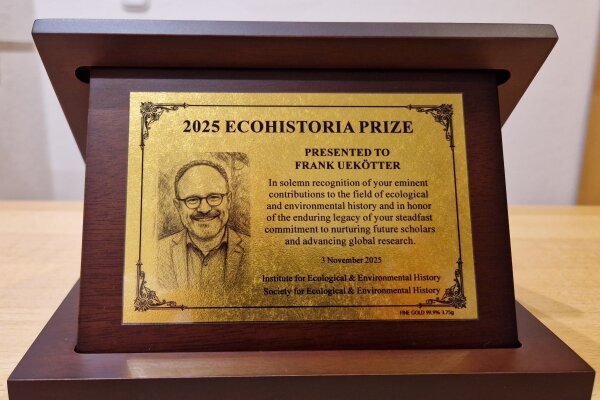 2025 ECOHISTORIA PRIZE
PRESENTED TO
FRANK UEKÖTTER
In solemn recognition of your eminent
contributions to the field of ecological
and environmental history and in honor
of the enduring legacy of your steadfast
commitment to nurturing future scholars
and advancing global research.
3 November 2025
Institute for Ecological & Environmental History
Society for Ecological & Environmental History
FINE GOLD 99.9% 3.75g